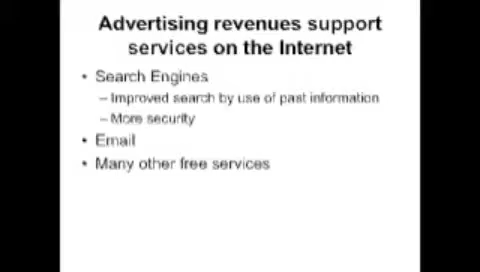 Advertising revenues support
services on the Internet
• Search Engines
– Improved search by use of past information
– More security
• Email
• Many other free services